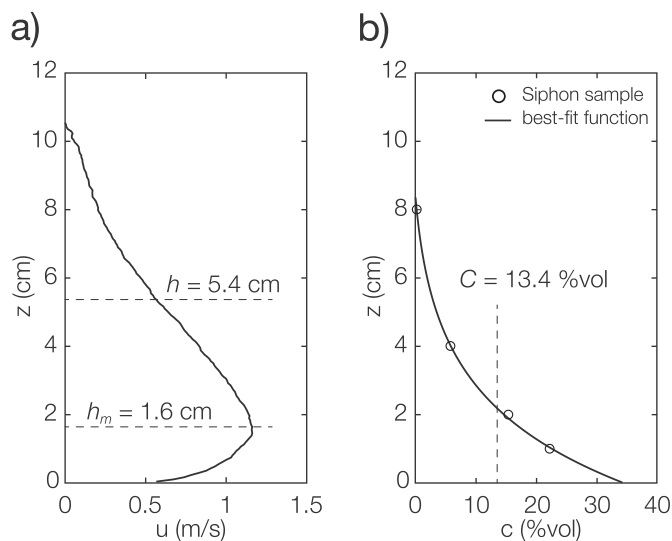 a)
12
10
8
6
4
2
0
z (cm)
h = 5.4 cm
hₘ = 1.6 cm
0 0.5 1 1.5
u (m/s)
b)
12
10
8
6
4
2
0
z (cm)
Siphon sample
best-fit function
C = 13.4 %vol
0 10 20 30 40
c (%vol)